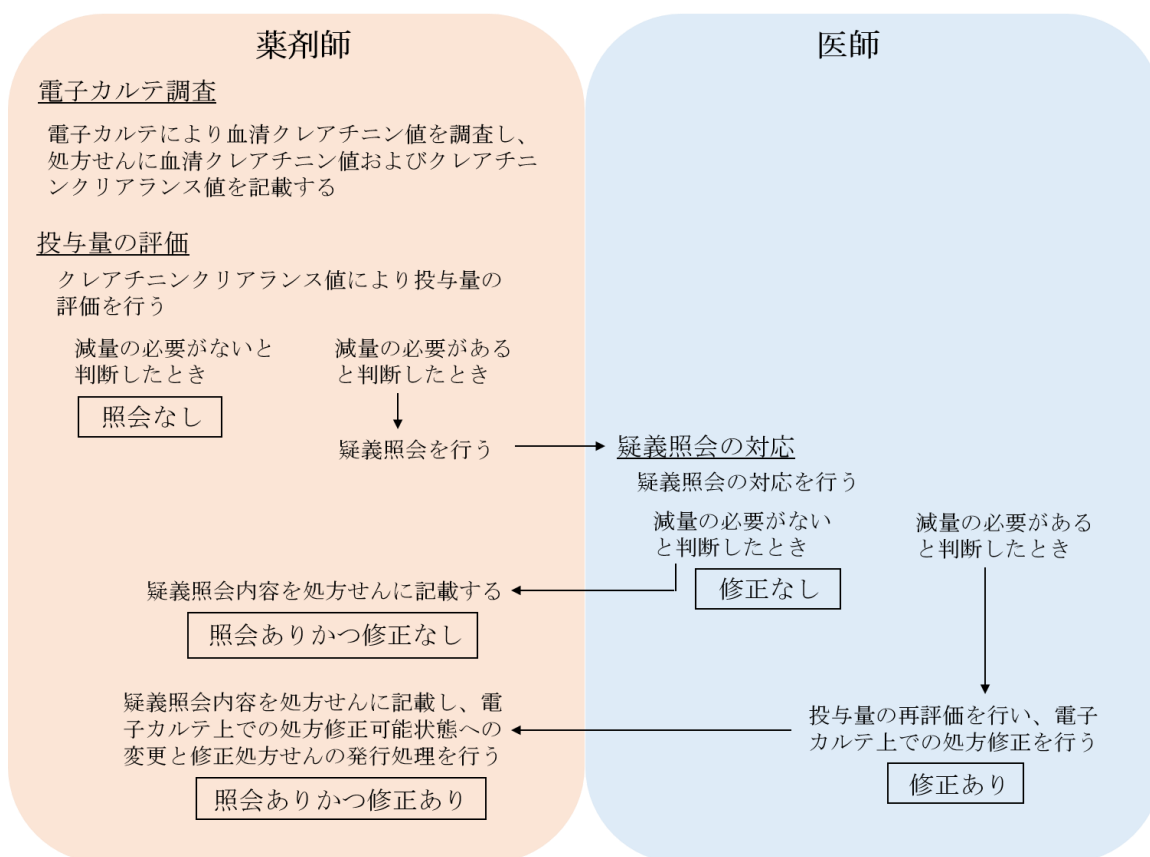 薬剤師
医師
電子カルテ調査
電子カルテにより血清クレアチニン値を調査し、
処方せんに血清クレアチニン値およびクレアチニ
ンクリアランス値を記載する
投与量の評価
クレアチニンクリアランス値により投与量の
評価を行う
減量の必要がないと
判断したとき
照会なし
減量の必要がある
と判断したとき
疑義照会を行う
疑義照会の対応
疑義照会の対応を行う
減量の必要がない
と判断したとき
修正なし
減量の必要がある
と判断したとき
疑義照会内容を処方せんに記載する
照会ありかつ修正なし
投与量の再評価を行い、電子
カルテ上での処方修正を行う
修正あり
疑義照会内容を処方せんに記載し、電
子カルテ上での処方修正可能状態への
変更と修正処方せんの発行処理を行う
照会ありかつ修正あり